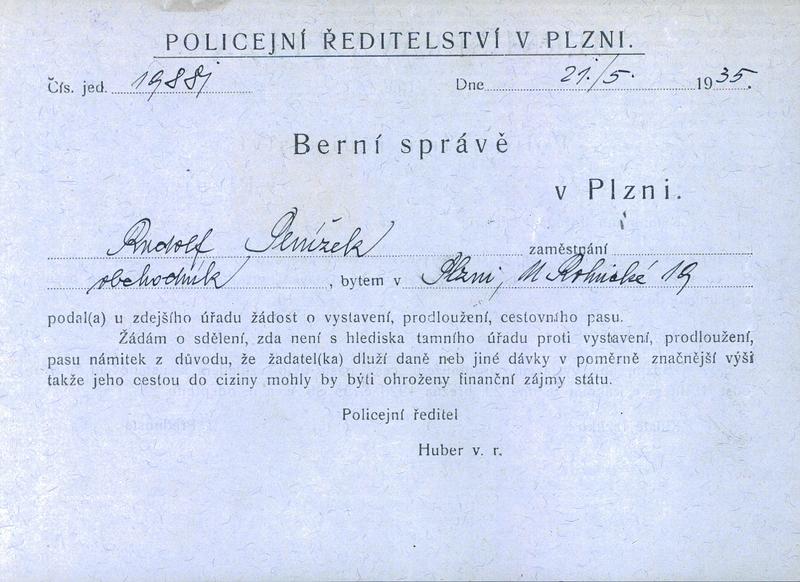 POLICEJNÍ ŘEDITELSTVÍ V PLZNI.
Čís. jed. 1988j Dne 21./5. 1935.
Berní správě
v Plzni.
Rudolf Penížek zaměstnání
obchodník, bytem v Plzni, U Rolnické 19
podal(a) u zdejšího úřadu žádost o vystavení, prodloužení, cestovního pasu.
Žádám o sdělení, zda není s hlediska tamního úřadu proti vystavení, prodloužení,
pasu námitek z důvodu, že žadatel(ka) dluží daně neb jiné dávky v poměrně značnější výši
takže jeho cestou do ciziny mohly by býti ohroženy finanční zájmy státu.
Policejní ředitel
Huber v. r.